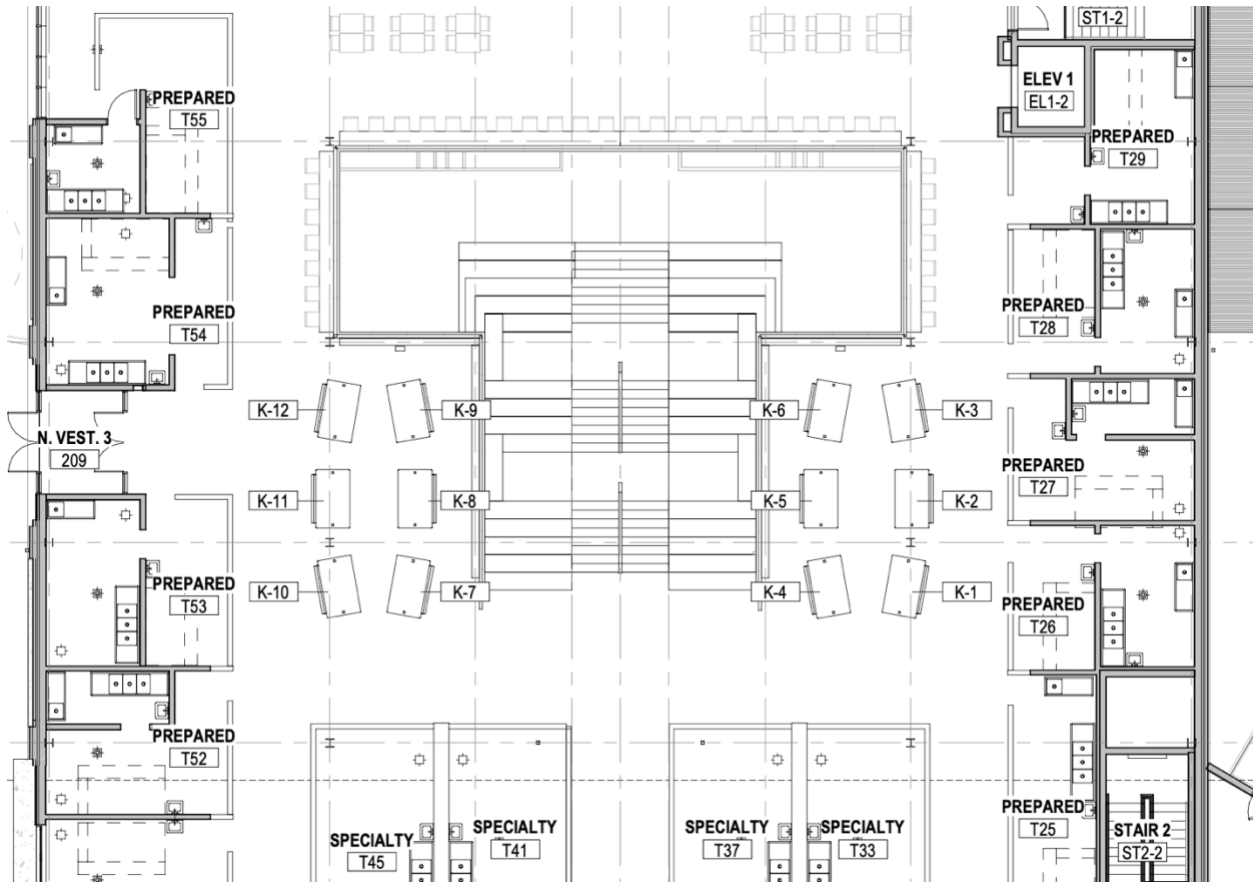 ST1-2
ELEV 1
EL1-2
PREPARED
T55
PREPARED
T29
PREPARED
T54
PREPARED
T28
K-12
K-9
K-6
K-3
N. VEST. 3
209
PREPARED
T27
K-11
K-8
K-5
K-2
PREPARED
T53
K-10
K-7
K-4
K-1
PREPARED
T26
PREPARED
T52
PREPARED
T25
SPECIALTY
T45
SPECIALTY
T41
SPECIALTY
T37
SPECIALTY
T33
STAIR 2
ST2-2